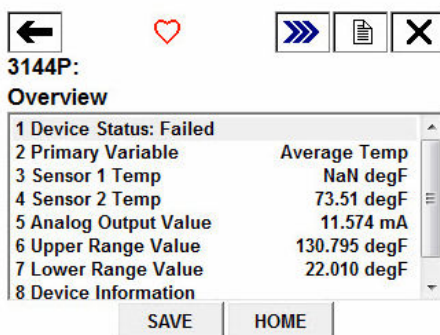 3144P:
Overview
1 Device Status: Failed
2 Primary Variable Average Temp
3 Sensor 1 Temp NaN degF
4 Sensor 2 Temp 73.51 degF
5 Analog Output Value 11.574 mA
6 Upper Range Value 130.795 degF
7 Lower Range Value 22.010 degF
8 Device Information
SAVE HOME